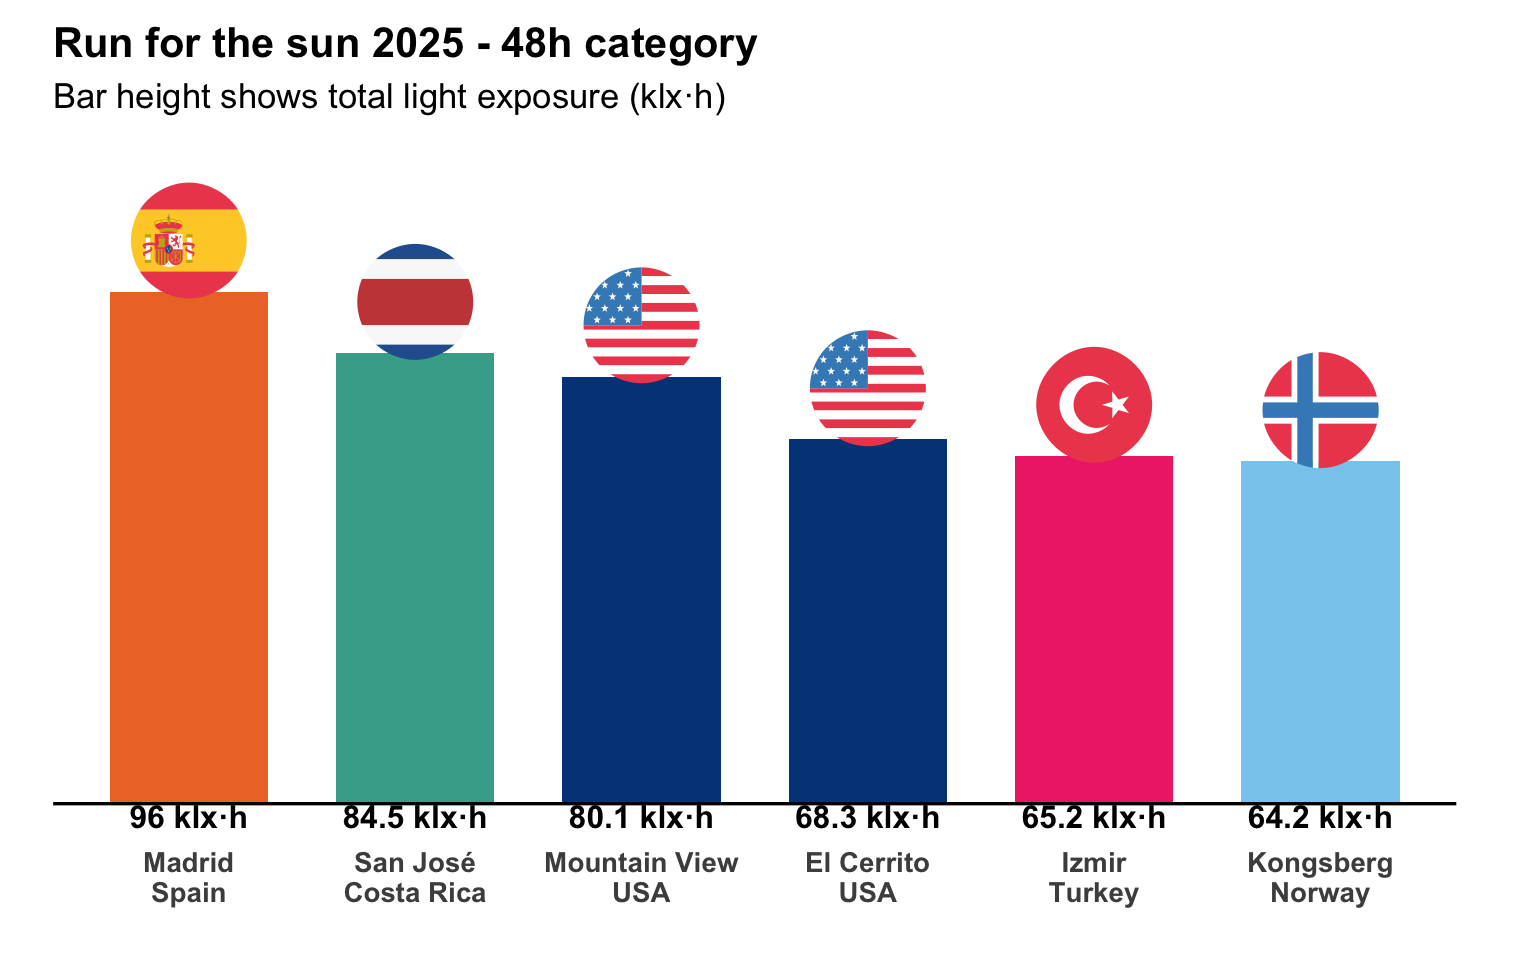 Run for the sun 2025 - 48h category
Bar height shows total light exposure (klx·h)
96 klx·h
84.5 klx·h
80.1 klx·h
68.3 klx·h
65.2 klx·h
64.2 klx·h
Madrid
Spain
San José
Costa Rica
Mountain View
USA
El Cerrito
USA
Izmir
Turkey
Kongsberg
Norway